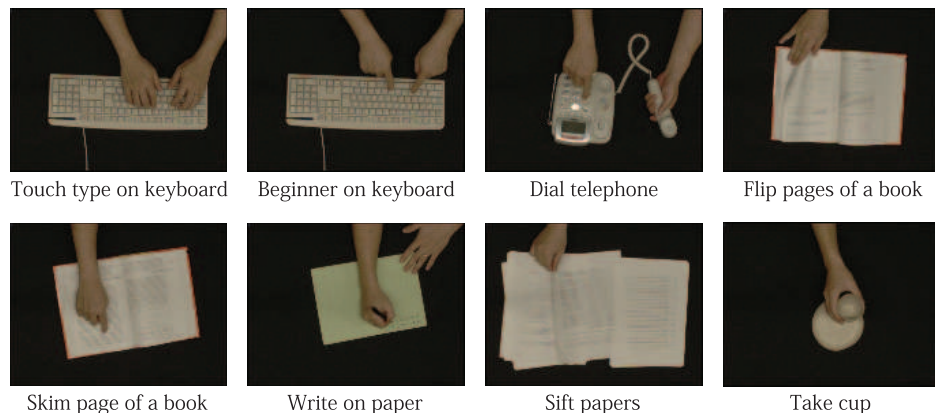 Touch type on keyboard
Beginner on keyboard
Dial telephone
Flip pages of a book
Skim page of a book
Write on paper
Sift papers
Take cup